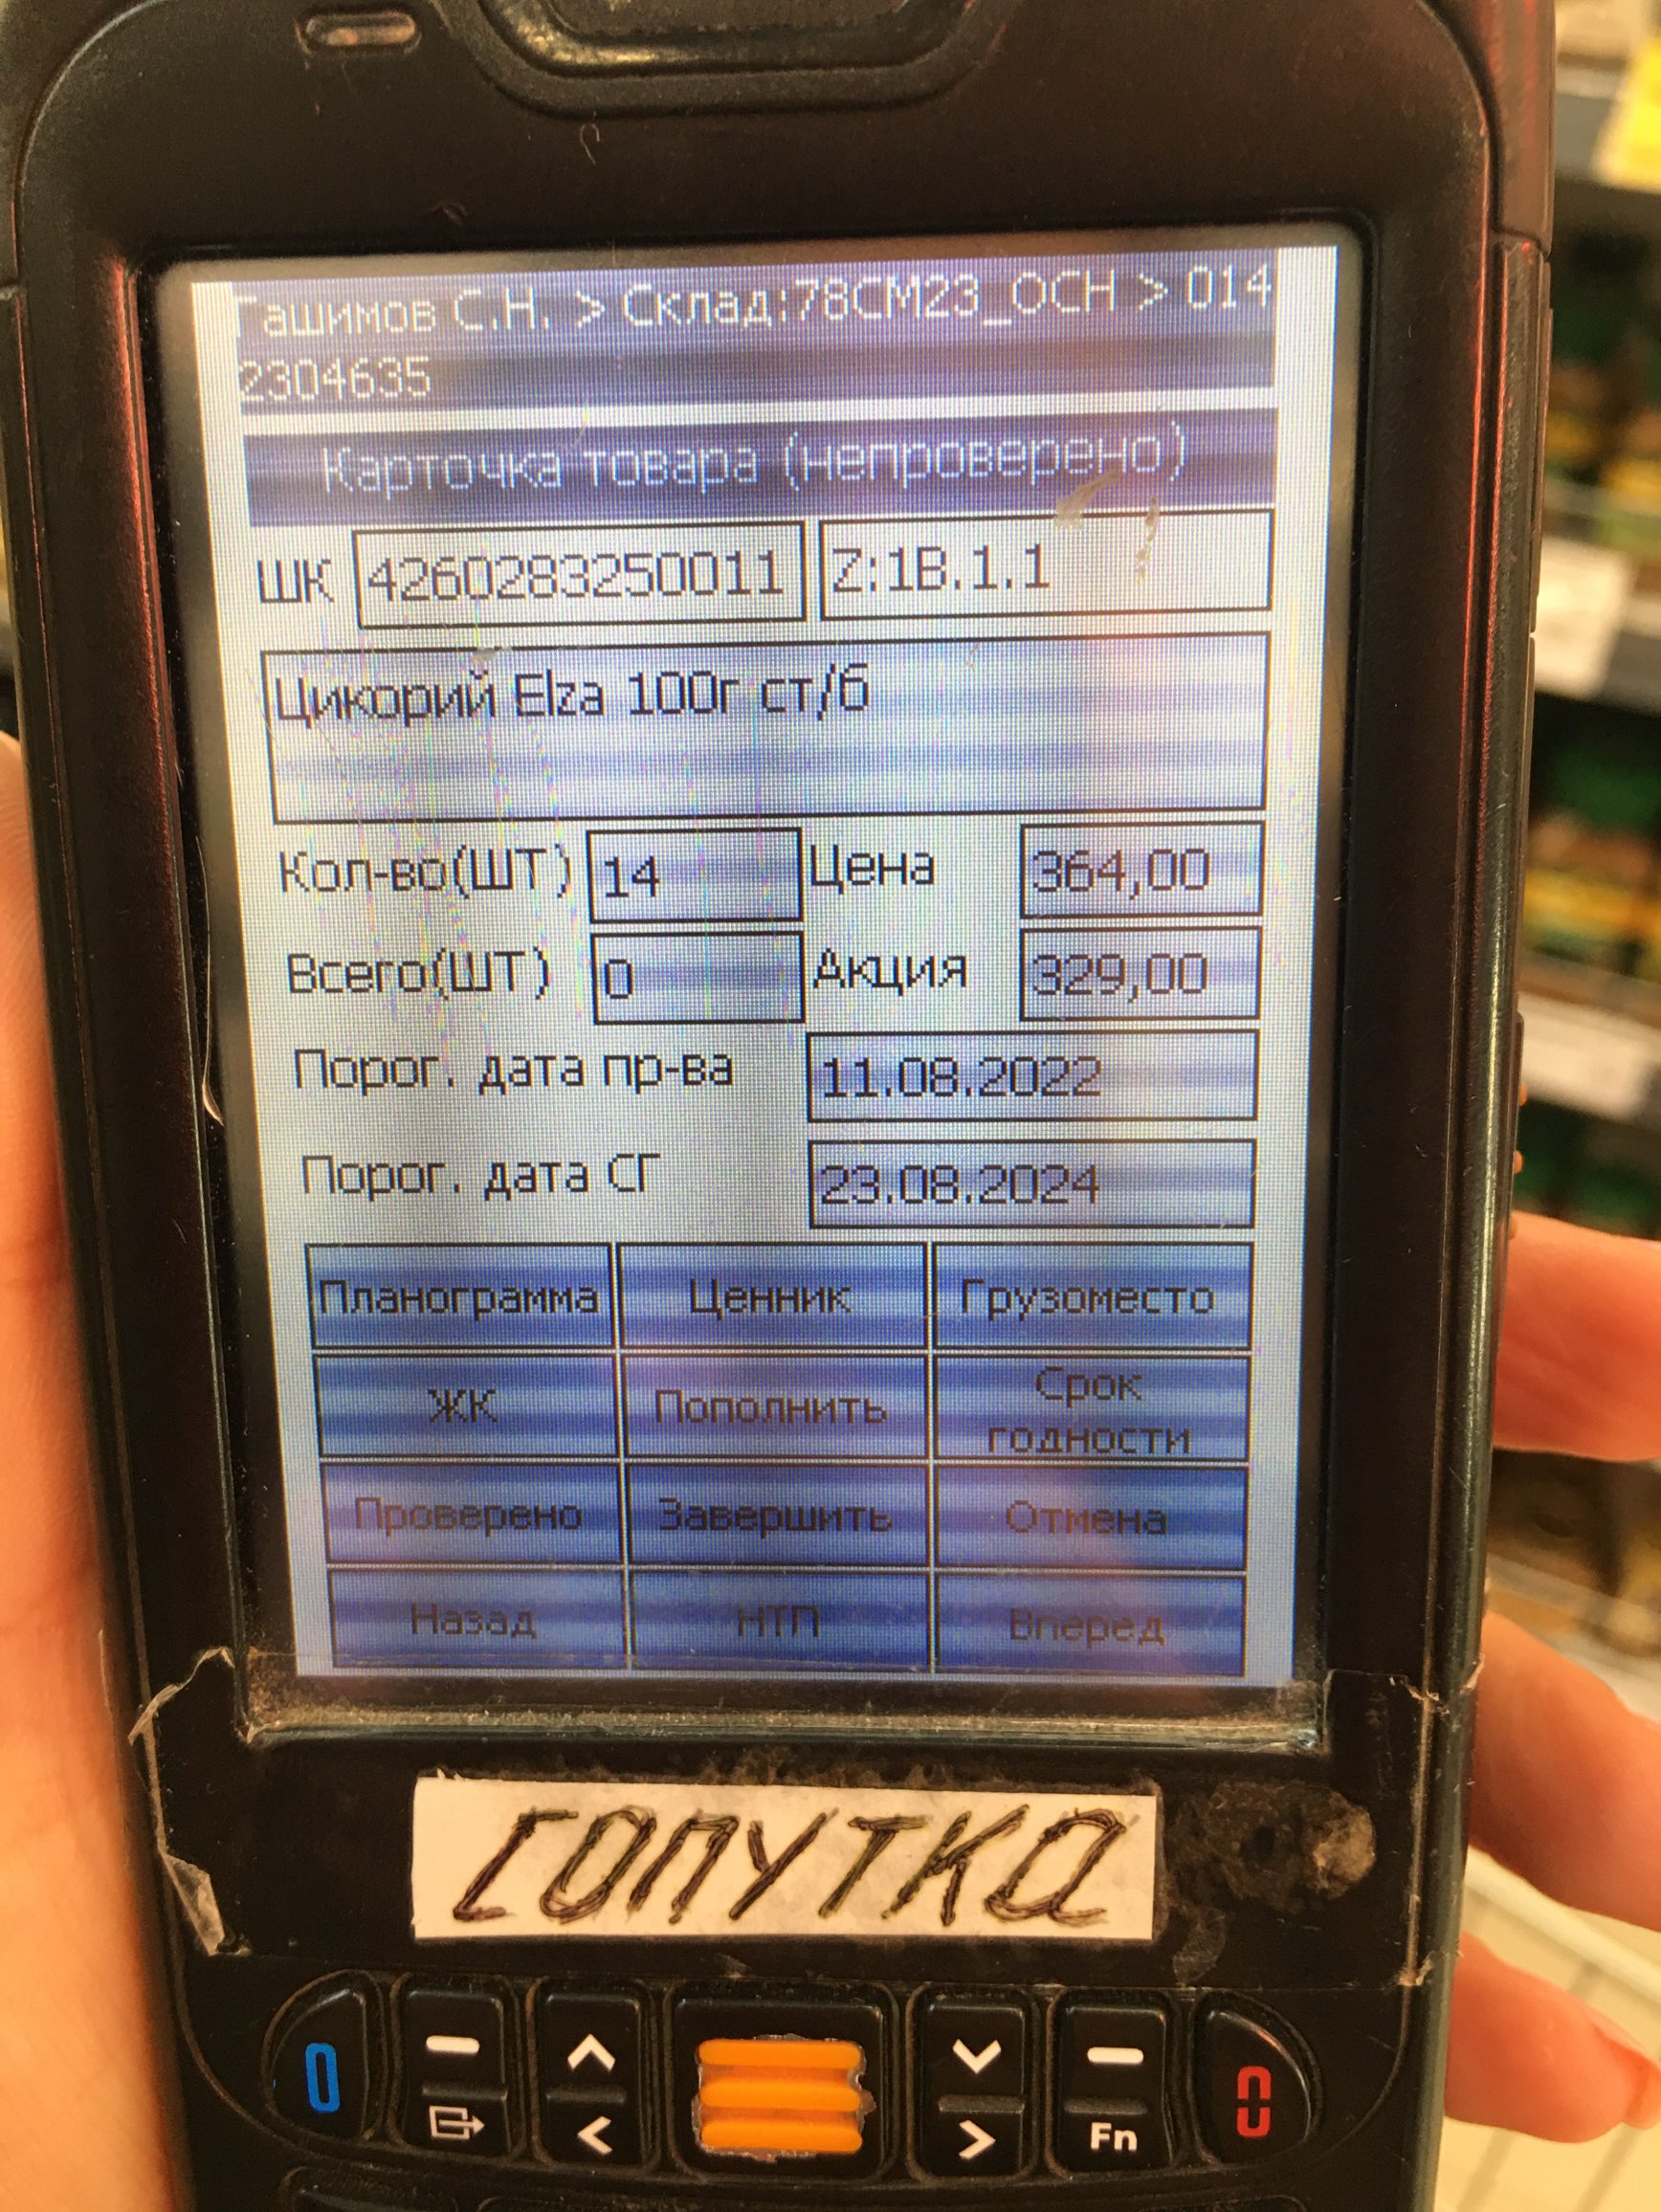 Гашимов С.Н. > Склад:78СМ23_ОСН > 014
2304635
Карточка товара (непроверено)
ШК 4260283250011 Z:1B.1.1
Цикорий Elza 100г ст/б
Кол-во(ШТ) 14 Цена 364,00
Всего(ШТ) 0 Акция 329,00
Порог. дата пр-ва 11.08.2022
Порог. дата СГ 23.08.2024
Планограмма Ценник Грузоместо
ЖК Пополнить Срок годности
Проверено Завершить Отмена
Назад НТП Вперед
СОПУТКА
Fn